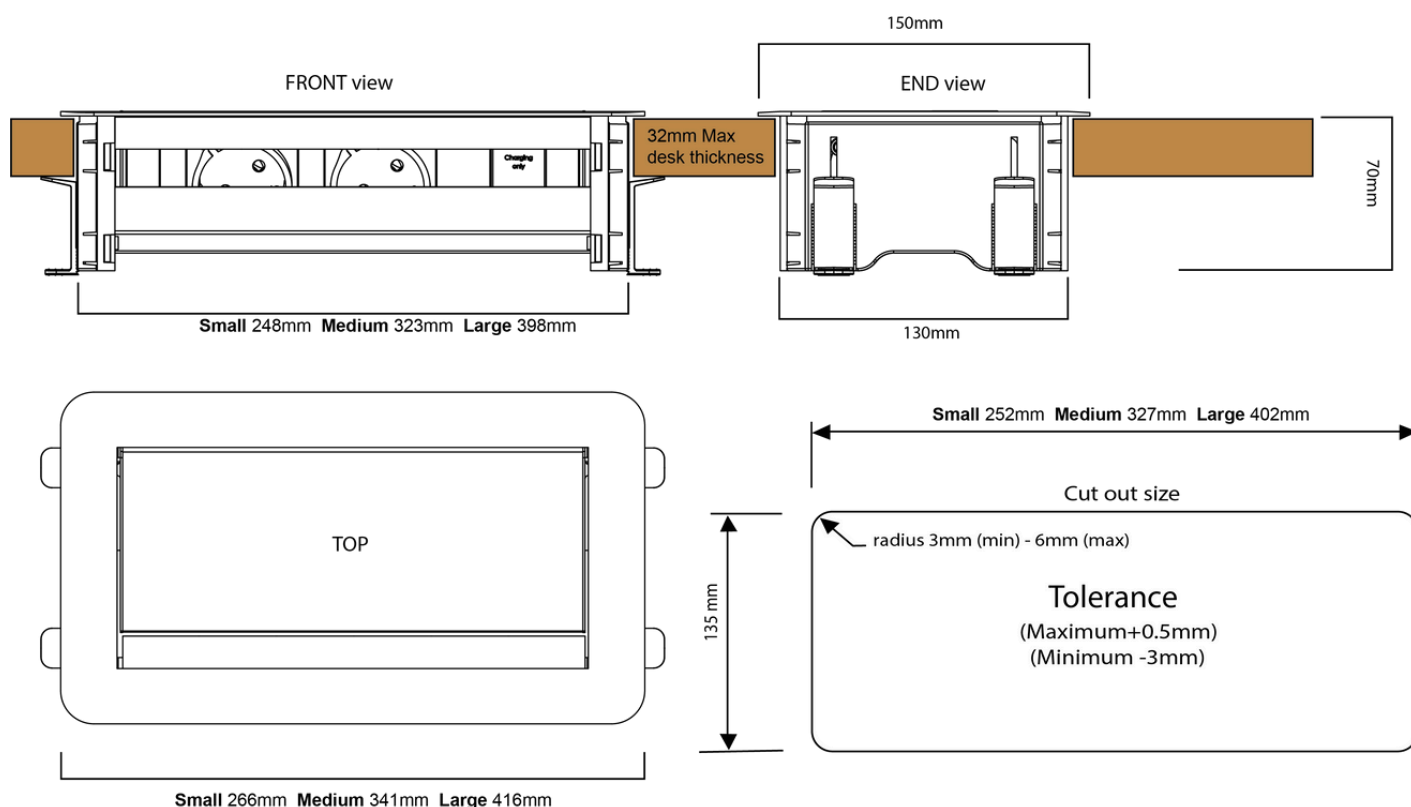 150mm
FRONT view
END view
32mm Max
desk thickness
Charging
only
70mm
Small 248mm Medium 323mm Large 398mm
130mm
Small 252mm Medium 327mm Large 402mm
Cut out size
radius 3mm (min) - 6mm (max)
TOP
135 mm
Tolerance
(Maximum+0.5mm)
(Minimum -3mm)
Small 266mm Medium 341mm Large 416mm